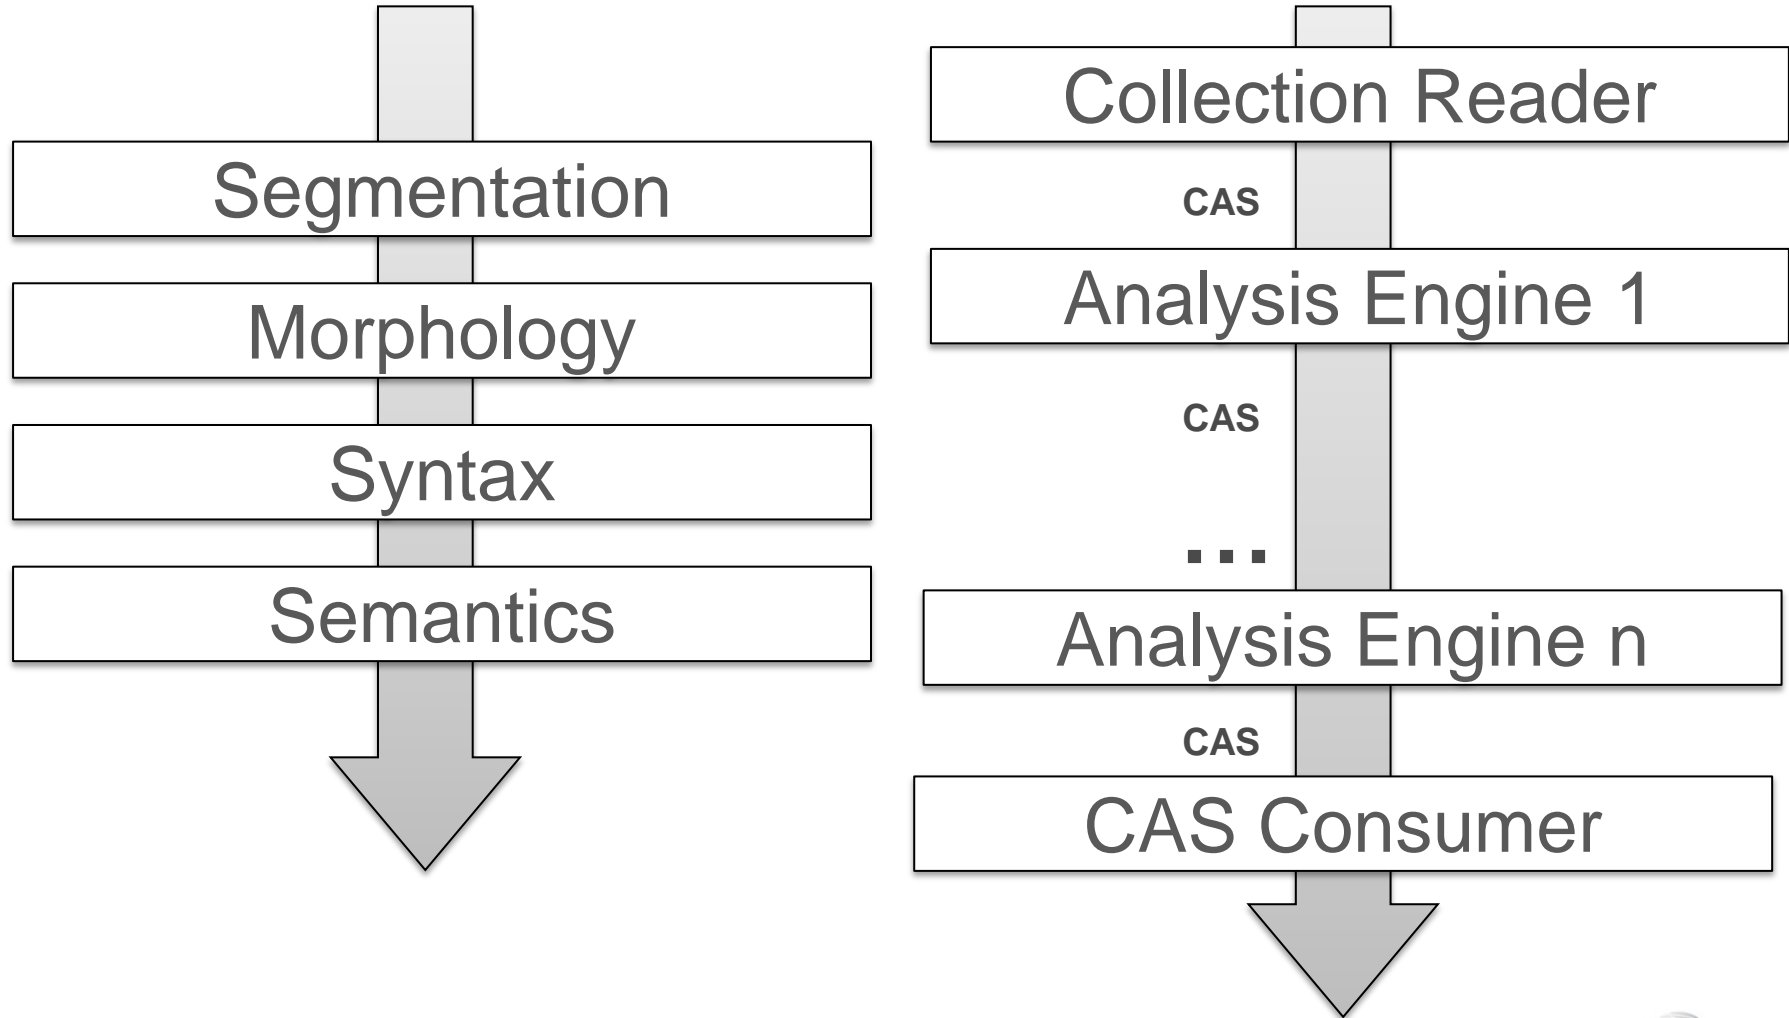 Segmentation
Morphology
Syntax
Semantics
Collection Reader
CAS
Analysis Engine 1
CAS
...
Analysis Engine n
CAS
CAS Consumer